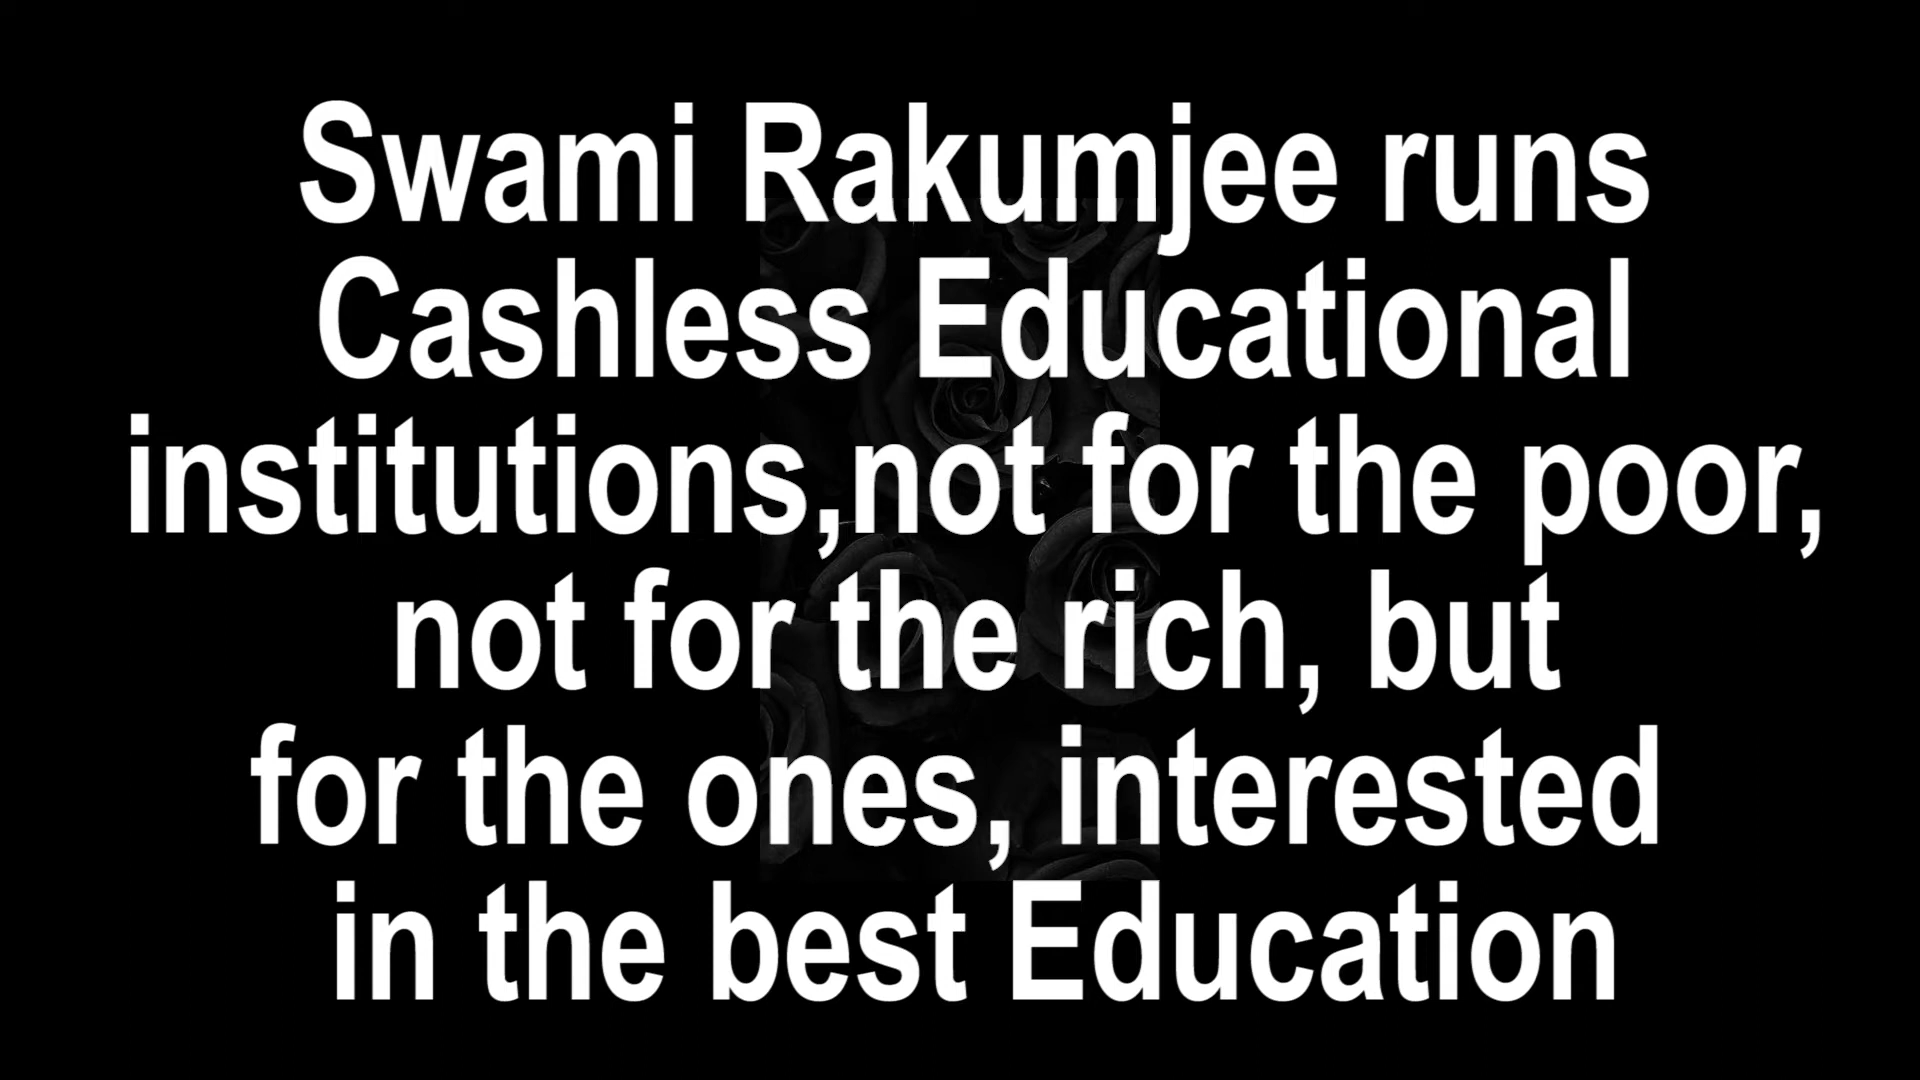 Swami Rakumjee runs
Cashless Educational
institutions,not for the poor,
not for the rich, but
for the ones, interested
in the best Education